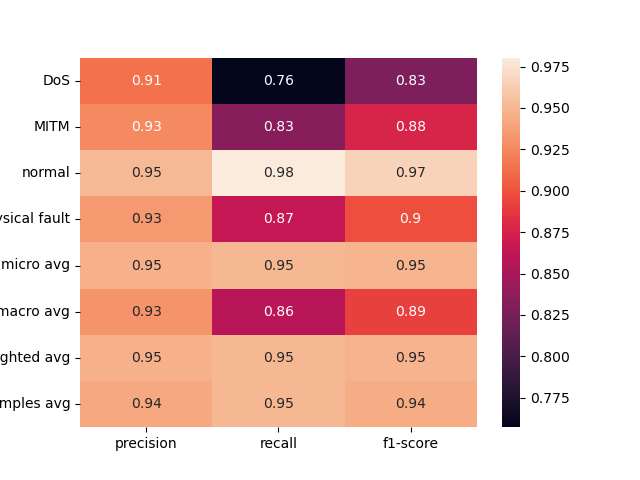 DoS 0.91 0.76 0.83
MITM 0.93 0.83 0.88
normal 0.95 0.98 0.97
ysical fault 0.93 0.87 0.9
micro avg 0.95 0.95 0.95
macro avg 0.93 0.86 0.89
ghted avg 0.95 0.95 0.95
mples avg 0.94 0.95 0.94
precision recall f1-score
0.975
0.950
0.925
0.900
0.875
0.850
0.825
0.800
0.775